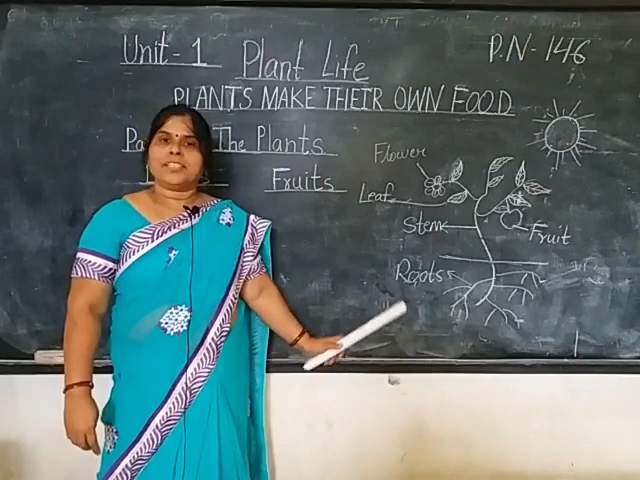 Unit-1 Plant Life P.N-146
PLANTS MAKE THEIR OWN FOOD
The Plants
Fruits
Flower
Leaf
Stem
Fruit
Roots